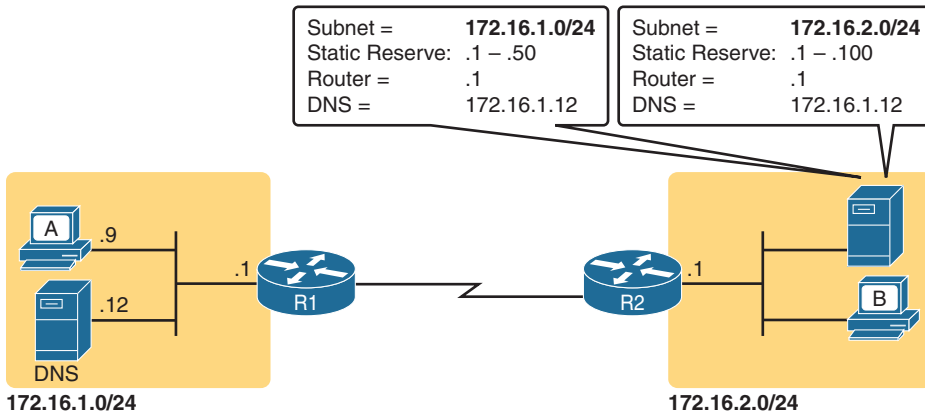 Subnet = 172.16.1.0/24
Static Reserve: .1 – .50
Router = .1
DNS = 172.16.1.12
Subnet = 172.16.2.0/24
Static Reserve: .1 – .100
Router = .1
DNS = 172.16.1.12
A
.9
.12
DNS
.1
R1
R2
.1
B
172.16.1.0/24
172.16.2.0/24